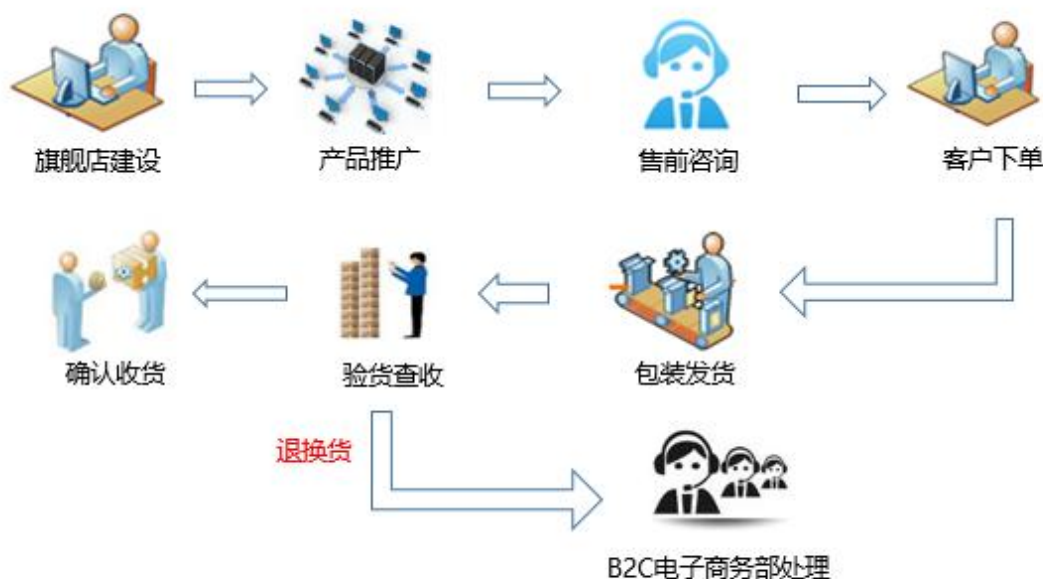 旗舰店建设
产品推广
售前咨询
客户下单
确认收货
验货查收
包装发货
退换货
B2C电子商务部处理